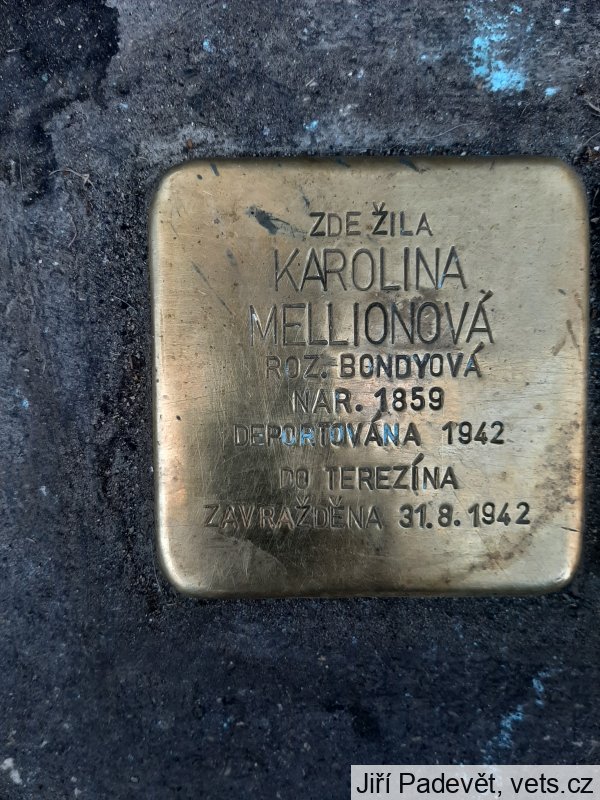 ZDE ŽILA
KAROLINA
MELLIONOVÁ
ROZ. BONDYOVÁ
NAR. 1859
DEPORTOVÁNA 1942
DO TEREZÍNA
ZAVRAŽDĚNA 31.8.1942
Jiří Padevět, vets.cz